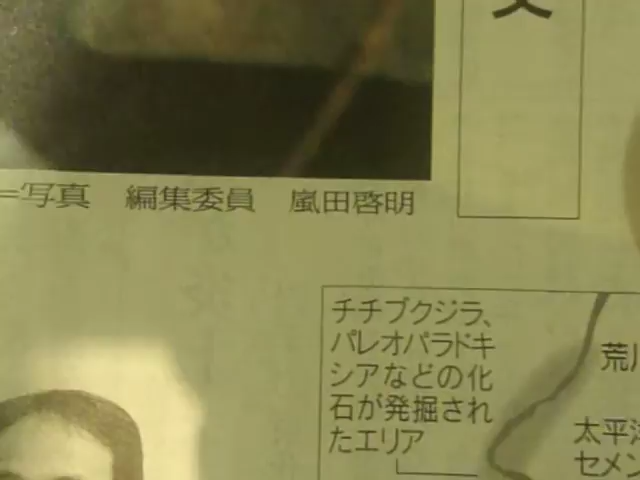 =写真 編集委員 嵐田啓明
チチブクジラ、
パレオパラドキ
シアなどの化
石が発掘され
たエリア
荒川
太平洋
セメン